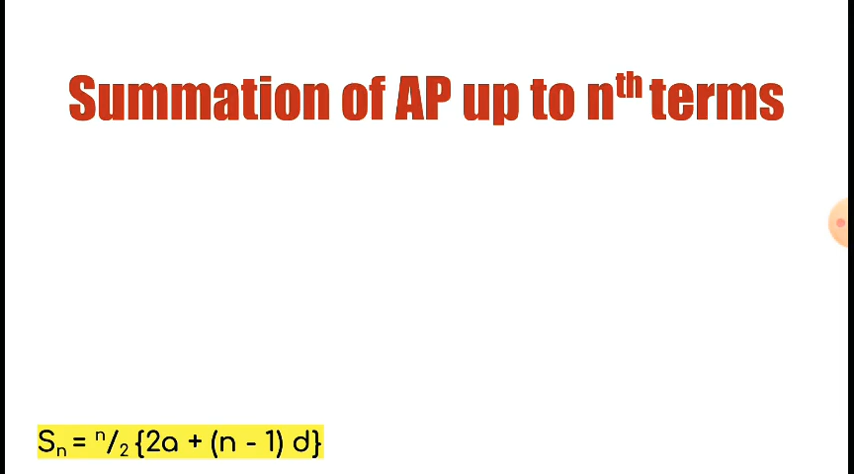 Summation of AP up to nᵗʰ terms
Sₙ = ⁿ/₂ {2a + (n - 1) d}